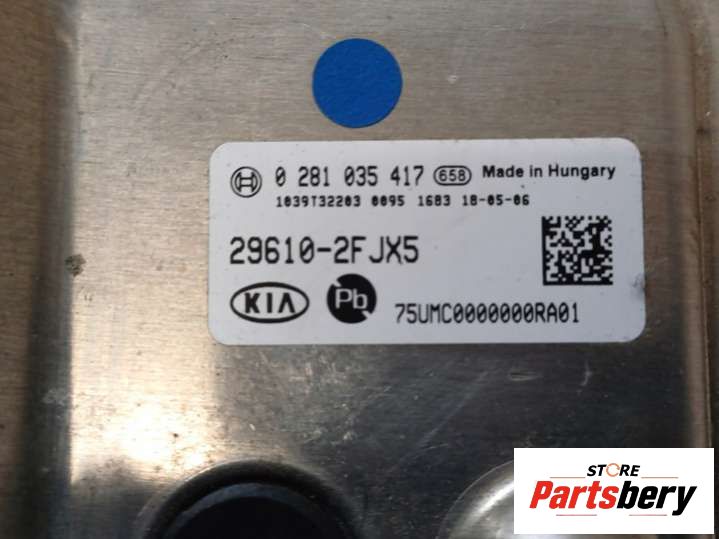 0 281 035 417 658 Made in Hungary
1039T32203 0095 1683 18-05-06
29610-2FJX5
KIA Pb 75UMC0000000RA01
STORE
Partsbery